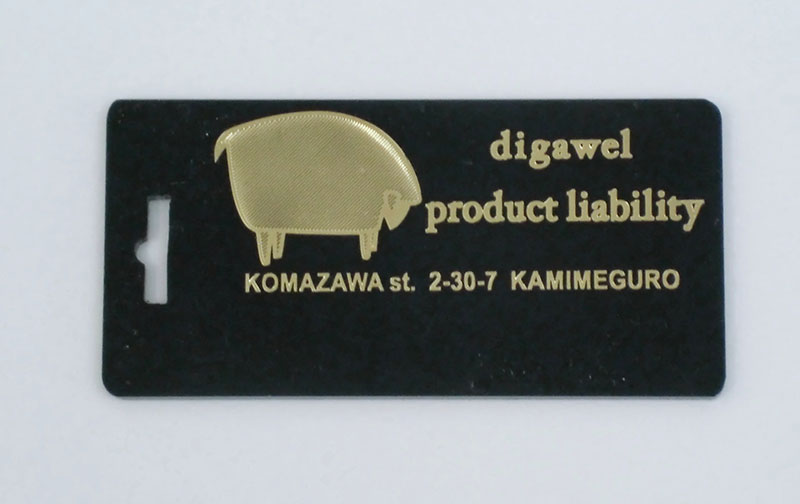 digawel
product liability
KOMAZAWA st. 2-30-7 KAMIMEGURO